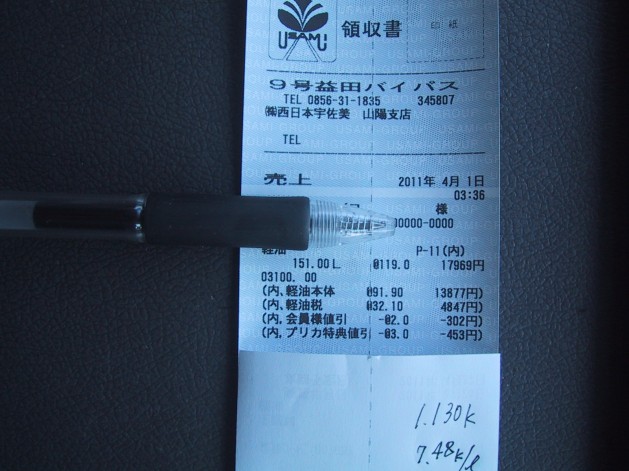 USAMI
領収書
印 紙
9号益田バイパス
TEL 0856-31-1835 345807
㈱西日本宇佐美 山陽支店
TEL
売上 2011年 4月 1日
03:36
様
0000-0000
軽油 P-11(内)
151.00L @119.0 17969円
03100. 00
(内,軽油本体 @91.90 13877円)
(内,軽油税 @32.10 4847円)
(内,会員様値引 -@2.0 -302円)
(内,プリカ特典値引 -@3.0 -453円)
1.130K
7.48K/ℓ